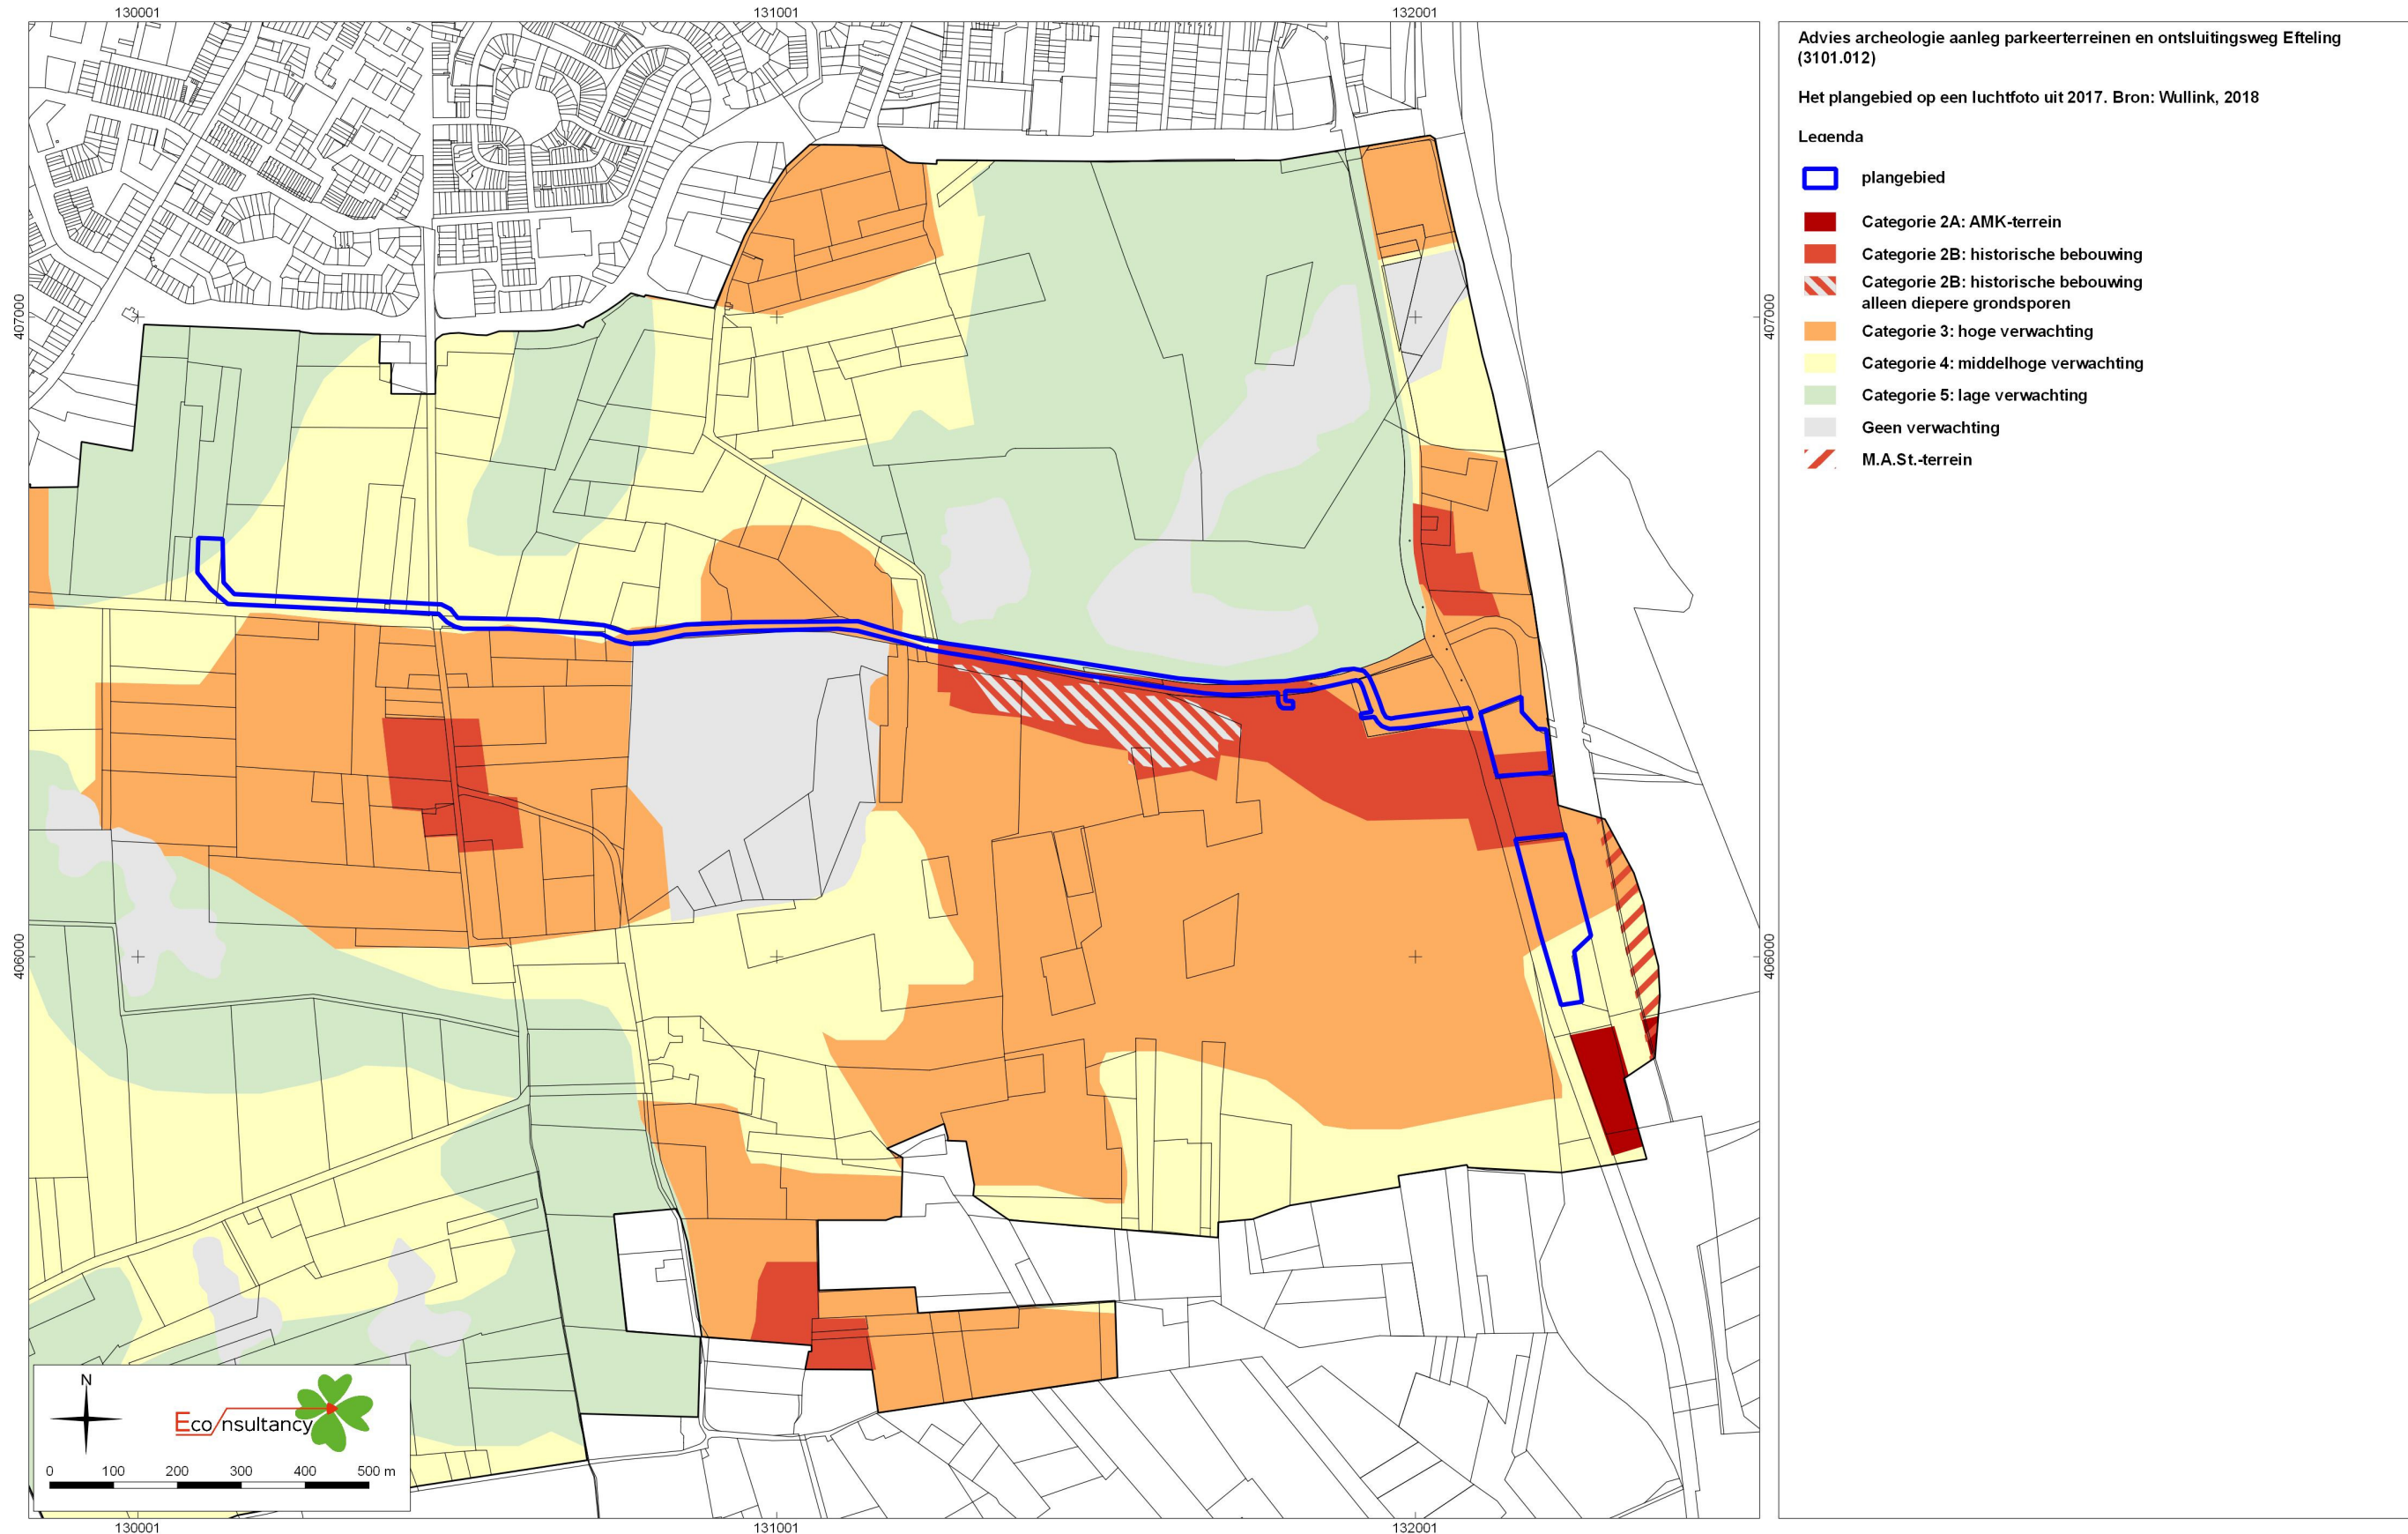 130001
131001
132001
407000
407000
406000
406000
N
Econsultancy
0 100 200 300 400 500 m
130001
131001
132001
Advies archeologie aanleg parkeerterreinen en ontsluitingsweg Efteling
(3101.012)
Het plangebied op een luchtfoto uit 2017. Bron: Wullink, 2018
Legenda
plangebied
Categorie 2A: AMK-terrein
Categorie 2B: historische bebouwing
Categorie 2B: historische bebouwing
alleen diepere grondsporen
Categorie 3: hoge verwachting
Categorie 4: middelhoge verwachting
Categorie 5: lage verwachting
Geen verwachting
M.A.St.-terrein